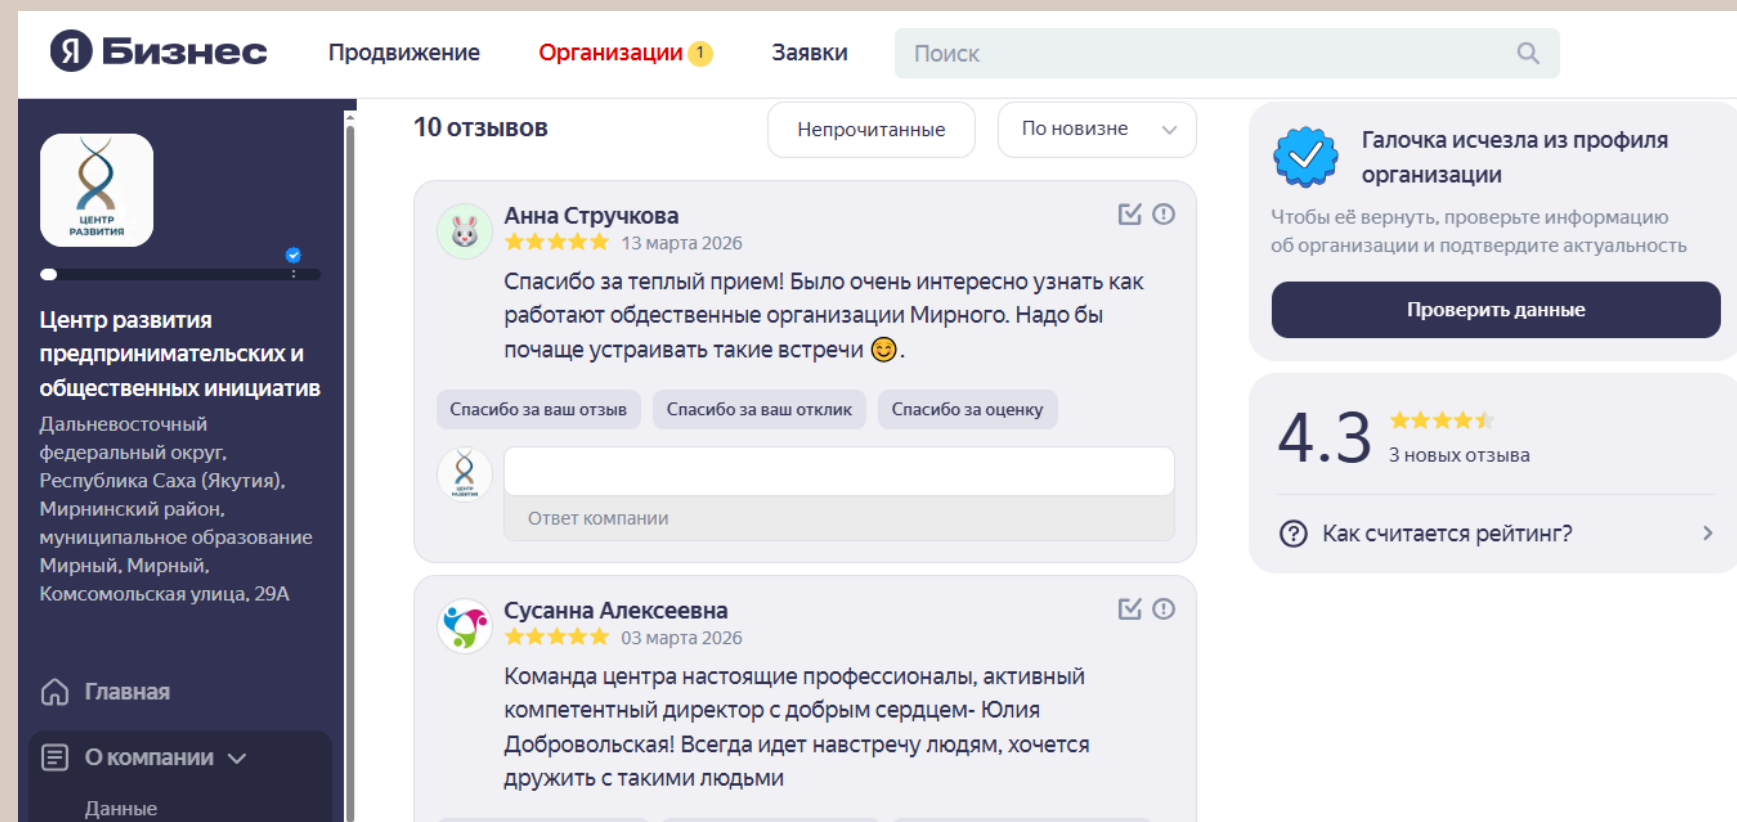 Я Бизнес
Продвижение
Организации 1
Заявки
Поиск
ЦЕНТР
РАЗВИТИЯ
Центр развития
предпринимательских и
общественных инициатив
Дальневосточный
федеральный округ,
Республика Саха (Якутия),
Мирнинский район,
муниципальное образование
Мирный, Мирный,
Комсомольская улица, 29А
Главная
О компании
Данные
10 отзывов
Непрочитанные
По новизне
Анна Стручкова
13 марта 2026
Спасибо за теплый прием! Было очень интересно узнать как
работают обдественные организации Мирного. Надо бы
почаще устраивать такие встречи 😊.
Спасибо за ваш отзыв
Спасибо за ваш отклик
Спасибо за оценку
ЦЕНТР
РАЗВИТИЯ
Ответ компании
Сусанна Алексеевна
03 марта 2026
Команда центра настоящие профессионалы, активный
компетентный директор с добрым сердцем- Юлия
Добровольская! Всегда идет навстречу людям, хочется
дружить с такими людьми
Галочка исчезла из профиля
организации
Чтобы её вернуть, проверьте информацию
об организации и подтвердите актуальность
Проверить данные
4.3
3 новых отзыва
Как считается рейтинг?